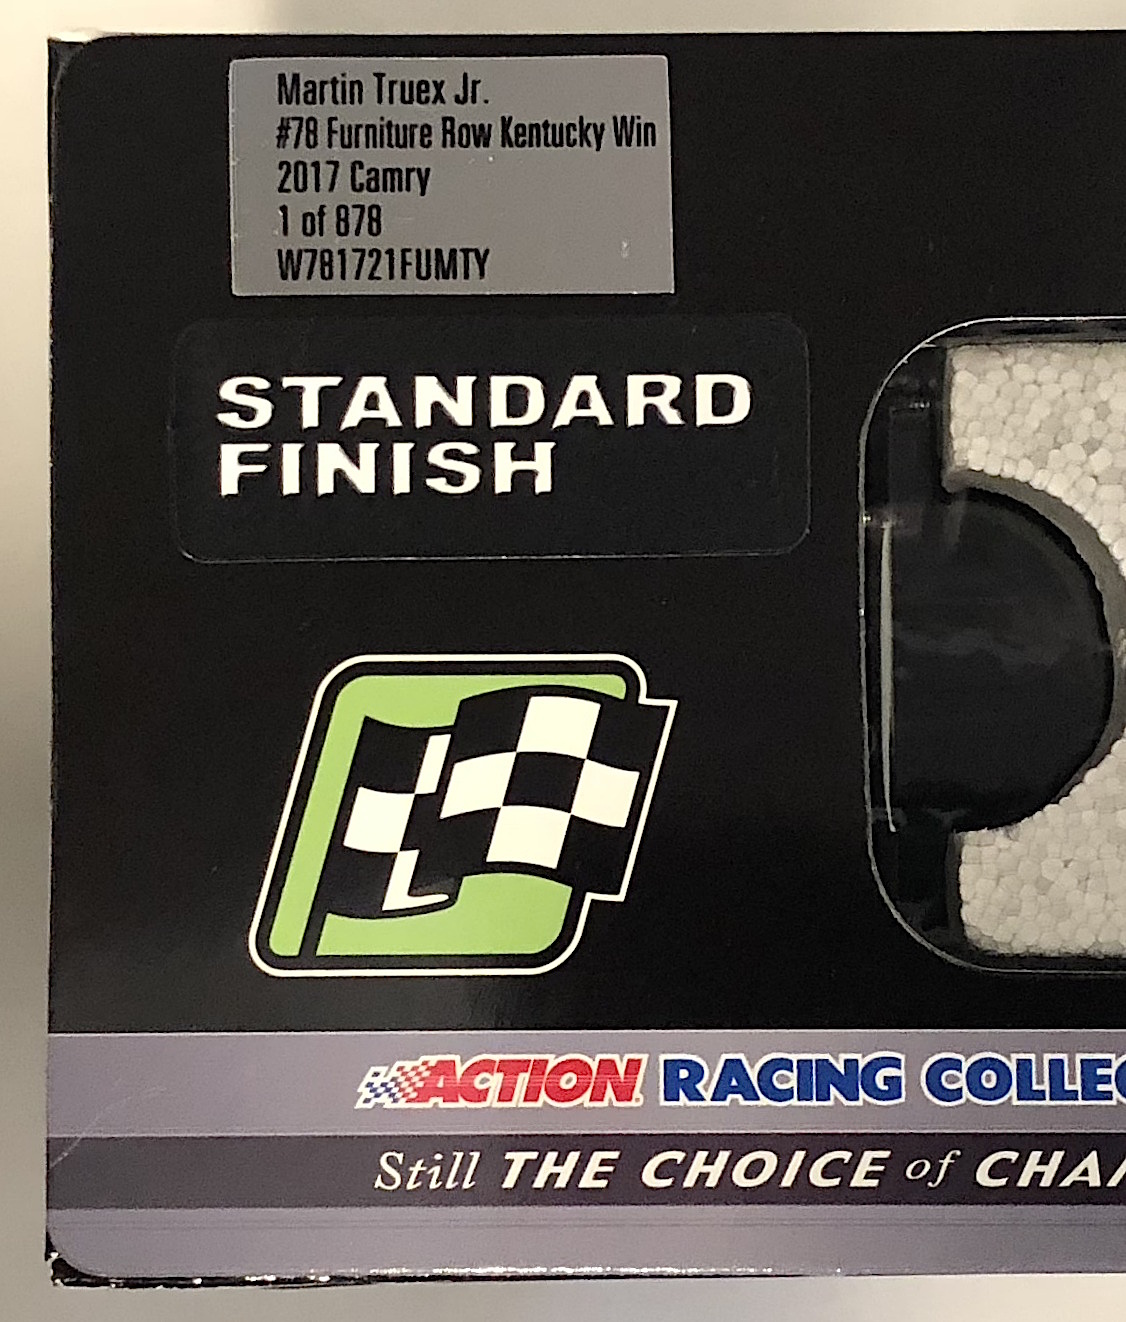 Martin Truex Jr.
#78 Furniture Row Kentucky Win
2017 Camry
1 of 878
W781721FUMTY
STANDARD
FINISH
ACTION RACING COLLEC
Still THE CHOICE of CHA